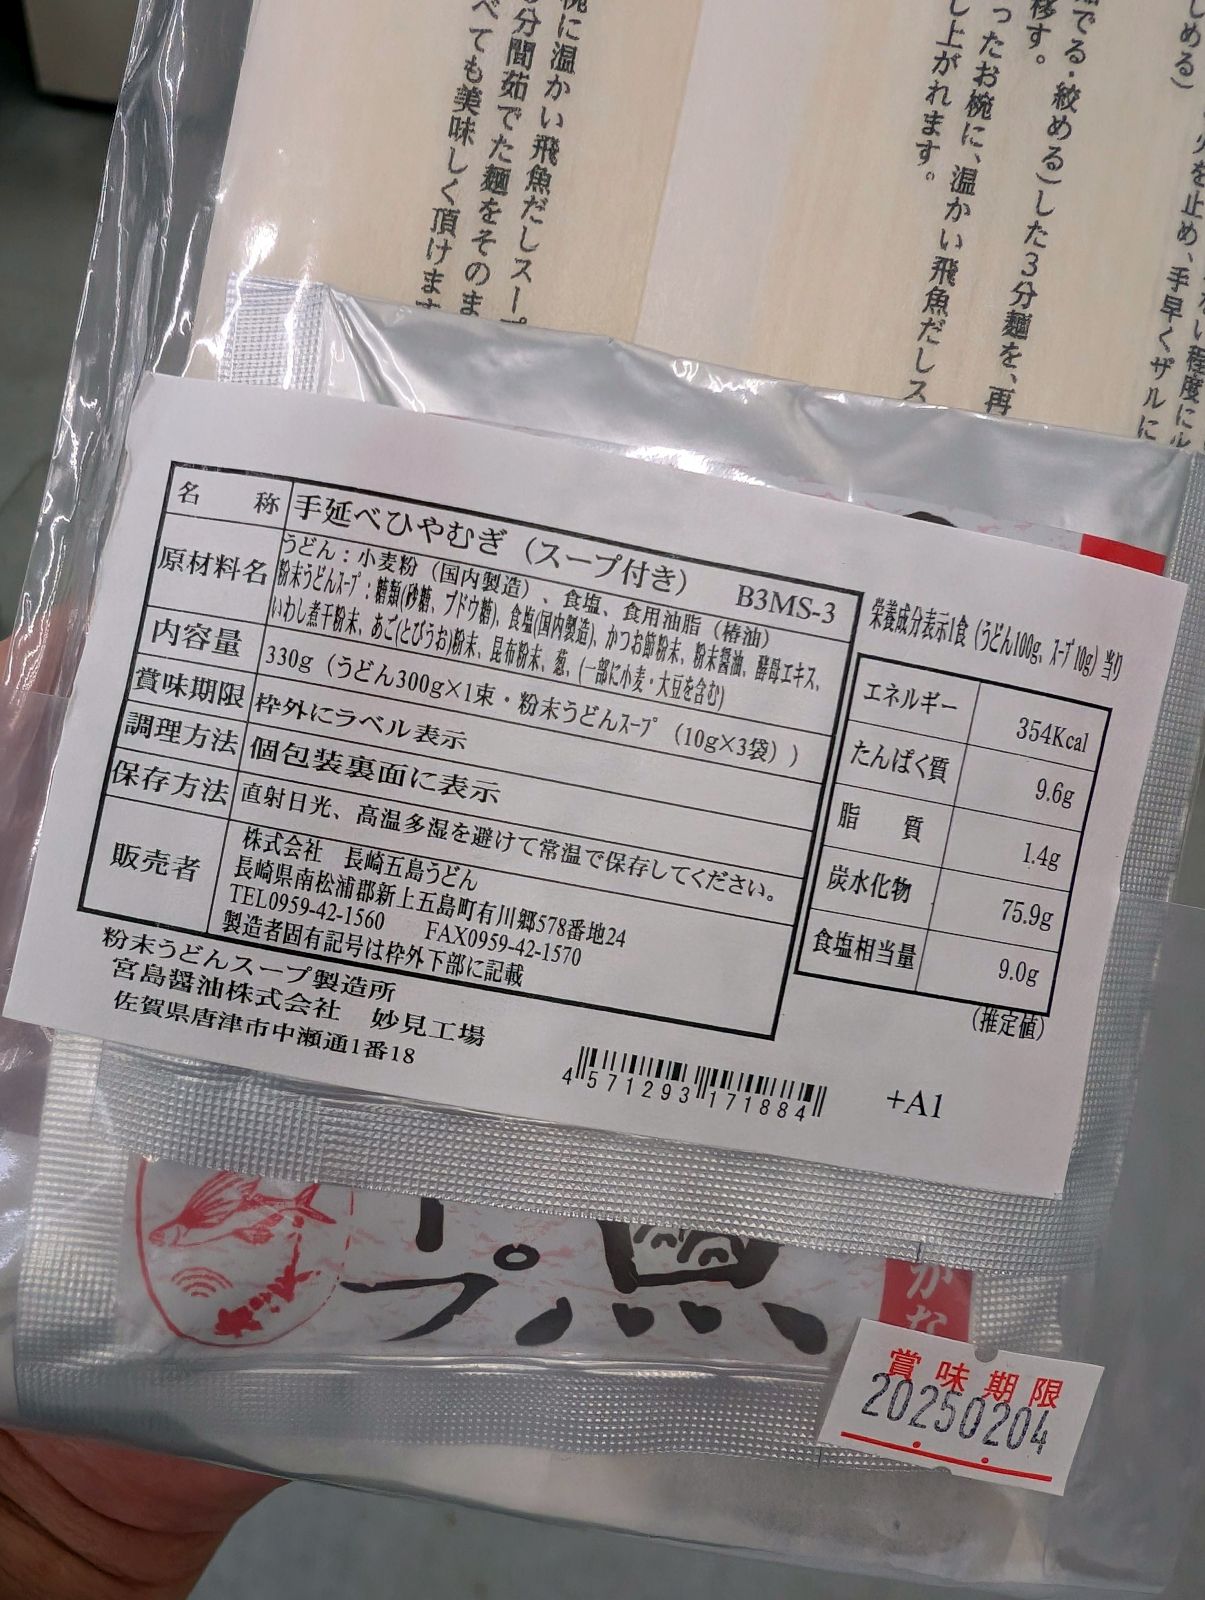 しめる）
火を止め、手早くザルに
い程度に
茹でる・絞める）した3分麺を、再
移す。
ったお椀に、温かい飛魚だしス
し上がれます。
椀に温かい飛魚だしスープ
分間茹でた麺をそのま
べても美味しく頂けます
名　称　手延べひやむぎ（スープ付き）　B3MS-3
原材料名　うどん：小麦粉（国内製造）、食塩、食用油脂（椿油）
粉末うどんスープ：糖類(砂糖、ブドウ糖)、食塩(国内製造)、かつお節粉末、粉末醤油、酵母エキス、
いわし煮干粉末、あご(とびうお)粉末、昆布粉末、葱、(一部に小麦・大豆を含む)
内容量　330g（うどん300g×1束・粉末うどんスープ（10g×3袋））
賞味期限　枠外にラベル表示
調理方法　個包装裏面に表示
保存方法　直射日光、高温多湿を避けて常温で保存してください。
販売者　株式会社　長崎五島うどん
長崎県南松浦郡新上五島町有川郷578番地24
TEL0959-42-1560　FAX0959-42-1570
製造者固有記号は枠外下部に記載
粉末うどんスープ製造所
宮島醤油株式会社　妙見工場
佐賀県唐津市中瀬通1番18
栄養成分表示1食（うどん100g、スープ10g）当り
エネルギー　354Kcal
たんぱく質　9.6g
脂　質　1.4g
炭水化物　75.9g
食塩相当量　9.0g
（推定値）
4571293171884
+A1
ープ
魚
かな
賞味期限
20250204